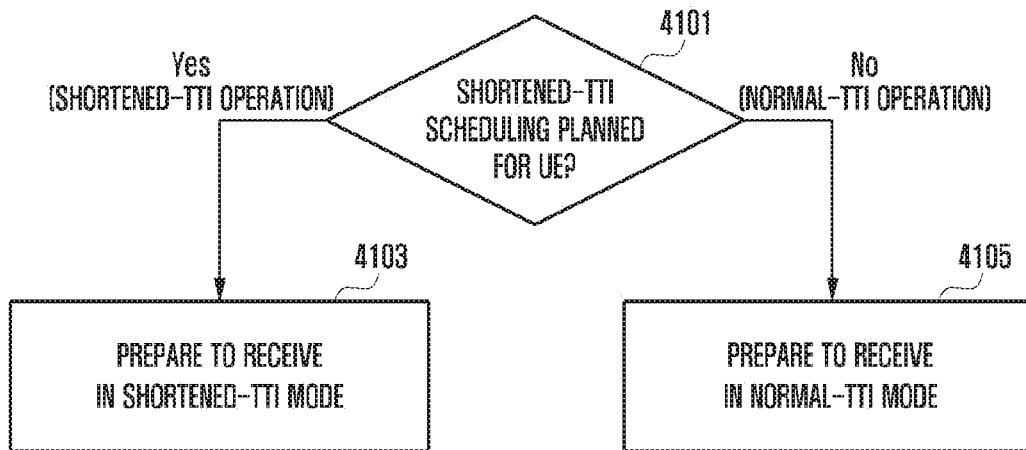 4101
Yes
(SHORTENED-TTI OPERATION)
SHORTENED-TTI
SCHEDULING PLANNED
FOR UE?
No
(NORMAL-TTI OPERATION)
4103
PREPARE TO RECEIVE
IN SHORTENED-TTI MODE
4105
PREPARE TO RECEIVE
IN NORMAL-TTI MODE